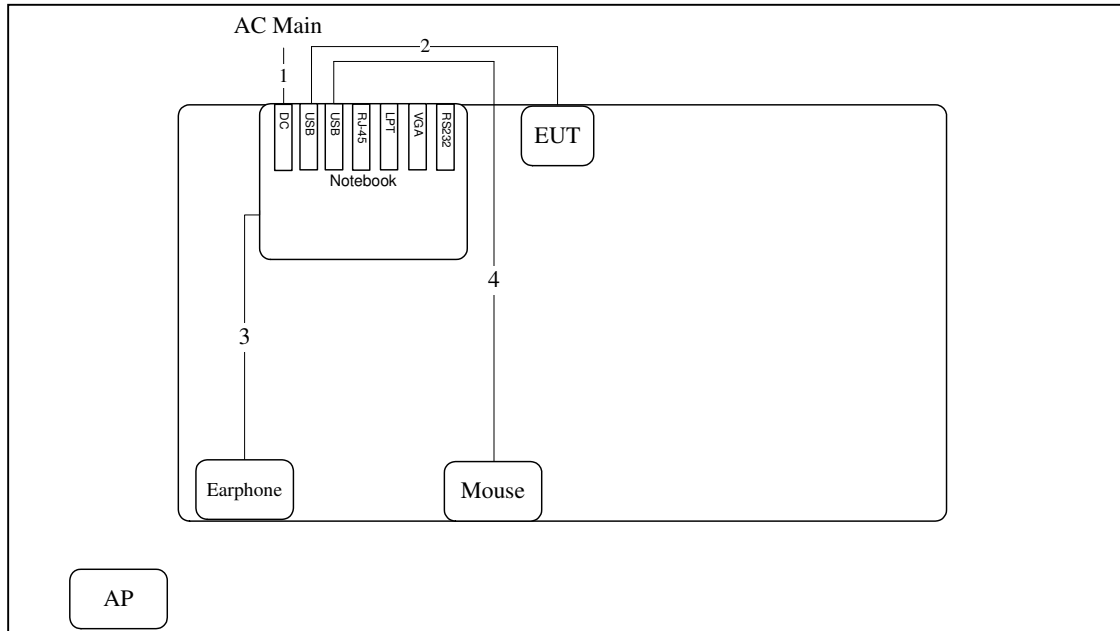 AC Main
2
1
DC
USB
USB
RJ-45
LPT
VGA
RS232
EUT
Notebook
4
3
Earphone
Mouse
AP